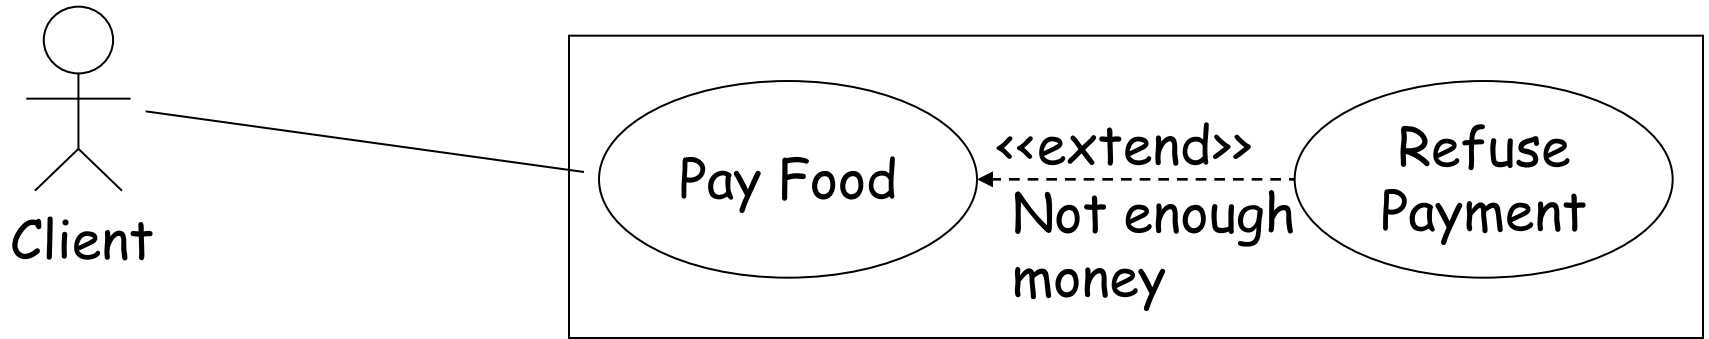 Client
Pay Food
<<extend>>
Not enough
money
Refuse
Payment